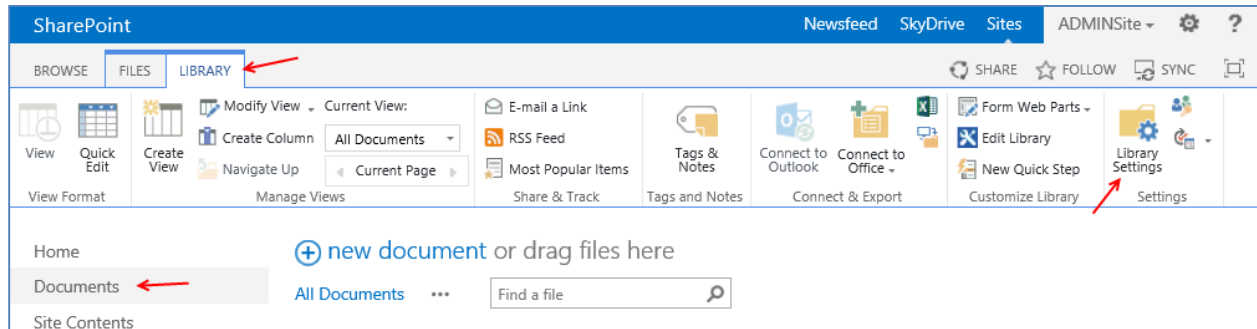 SharePoint
Newsfeed SkyDrive Sites ADMINSite ?
BROWSE FILES LIBRARY
SHARE FOLLOW SYNC
View
Quick
Edit
View Format
Create
View
Modify View
Create Column
Navigate Up
Current View:
All Documents
Current Page
Manage Views
E-mail a Link
RSS Feed
Most Popular Items
Share & Track
Tags &
Notes
Tags and Notes
Connect to
Outlook
Connect to
Office
Connect & Export
Form Web Parts
Edit Library
New Quick Step
Customize Library
Library
Settings
Settings
Home
Documents
Site Contents
new document or drag files here
All Documents ••• Find a file